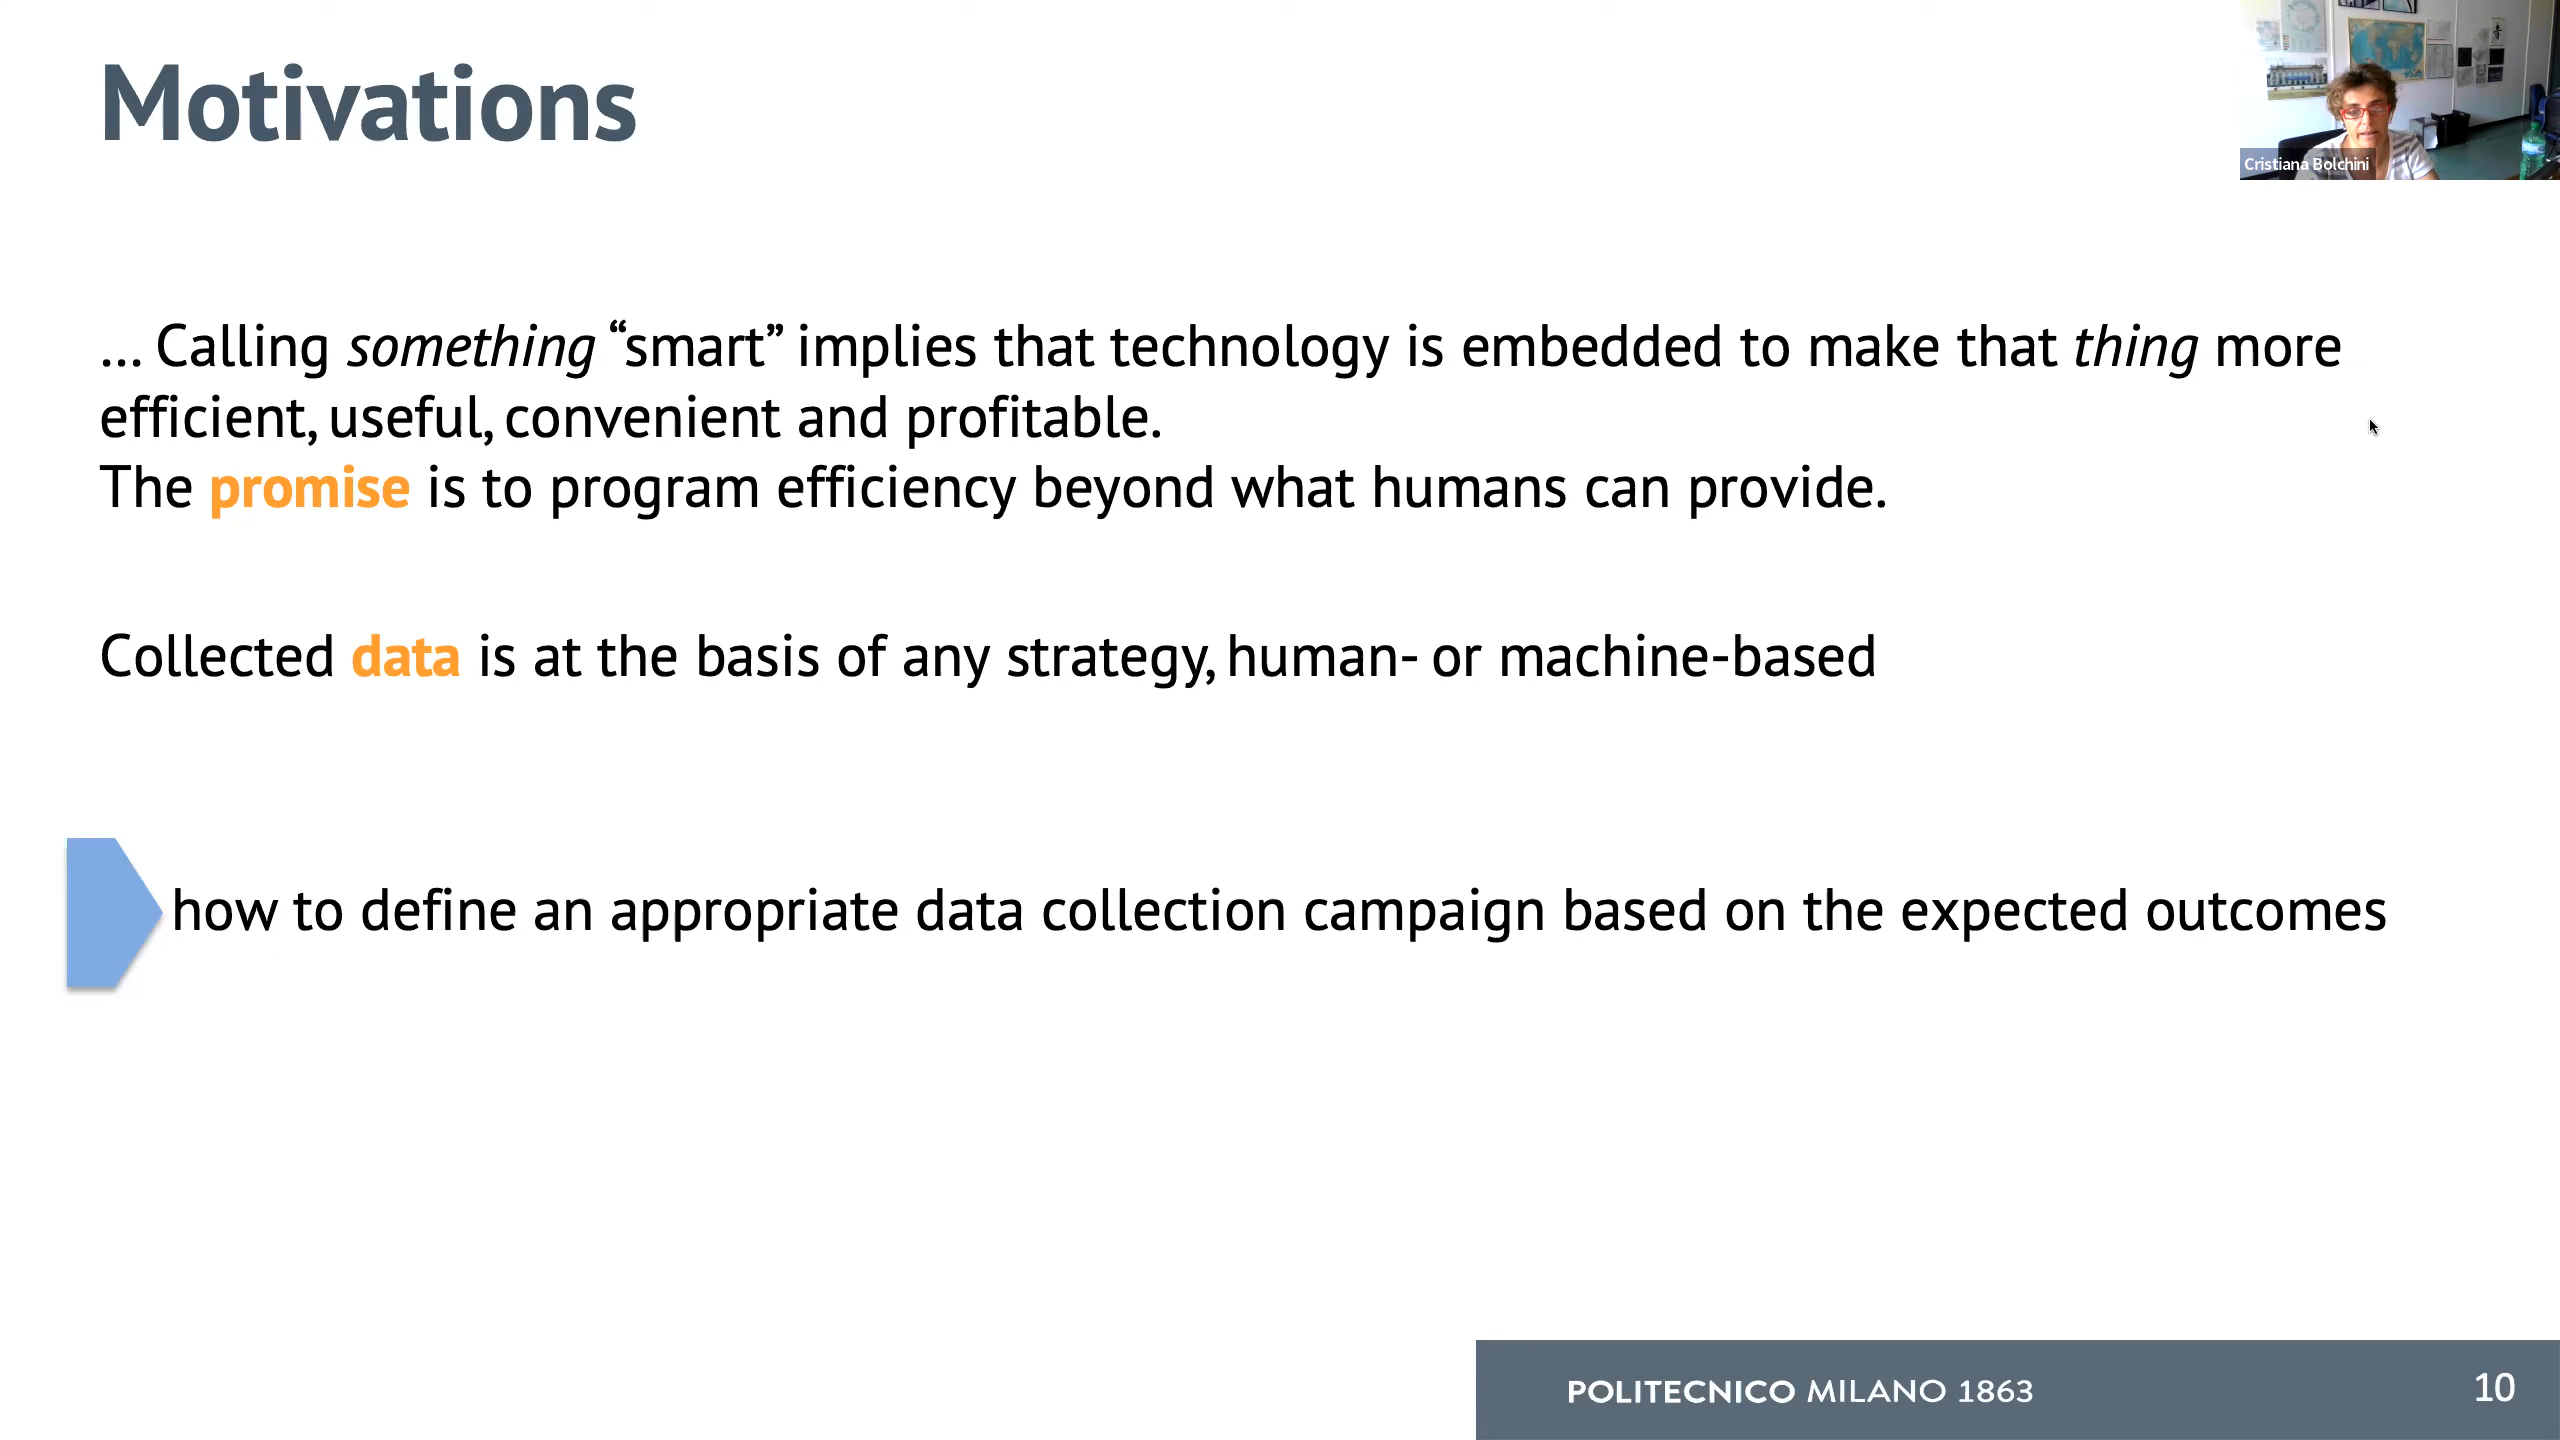 Motivations
Cristiana Bolchini
... Calling something “smart” implies that technology is embedded to make that thing more
efficient, useful, convenient and profitable.
The promise is to program efficiency beyond what humans can provide.
Collected data is at the basis of any strategy, human- or machine-based
how to define an appropriate data collection campaign based on the expected outcomes
POLITECNICO MILANO 1863
10